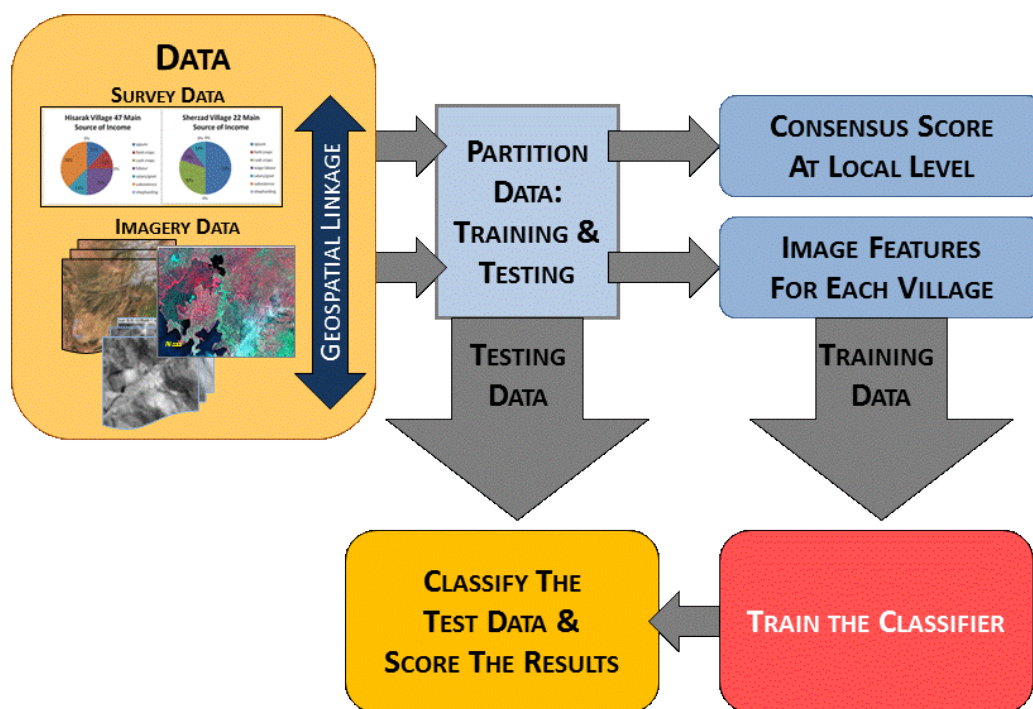 DATA
SURVEY DATA
Hisarak Village 47 Main
Source of Income
Sherzad Village 22 Main
Source of Income
IMAGERY DATA
GEOSPATIAL LINKAGE
PARTITION
DATA:
TRAINING &
TESTING
CONSENSUS SCORE
AT LOCAL LEVEL
IMAGE FEATURES
FOR EACH VILLAGE
TESTING
DATA
TRAINING
DATA
CLASSIFY THE
TEST DATA &
SCORE THE RESULTS
TRAIN THE CLASSIFIER